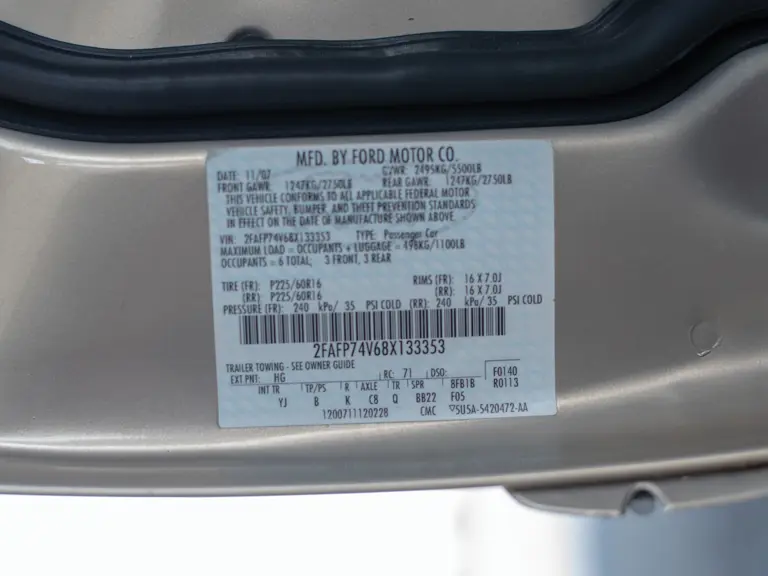 MFD. BY FORD MOTOR CO.
DATE: 11/07 GVWR: 2495KG/5500LB
FRONT GAWR: 1247KG/2750LB REAR GAWR: 1247KG/2750LB
THIS VEHICLE CONFORMS TO ALL APPLICABLE FEDERAL MOTOR
VEHICLE SAFETY, BUMPER, AND THEFT PREVENTION STANDARDS
IN EFFECT ON THE DATE OF MANUFACTURE SHOWN ABOVE.
VIN: 2FAFP74V68X133353 TYPE: Passenger Car
MAXIMUM LOAD = OCCUPANTS + LUGGAGE = 498KG/1100LB
OCCUPANTS = 6 TOTAL; 3 FRONT, 3 REAR
TIRE (FR): P225/60R16 RIMS (FR): 16 X 7.0J
(RR): P225/60R16 (RR): 16 X 7.0J
PRESSURE (FR): 240 kPa/ 35 PSI COLD (RR): 240 kPa/ 35 PSI COLD
2FAFP74V68X133353
TRAILER TOWING - SEE OWNER GUIDE F0140
EXT PNT: HG RC: 71 DSO: R0113
INT TR TP/PS R AXLE TR SPR 8FB1B
YJ B K C8 Q BB22 F05
1200711120228 CMC ▽5U5A-5420472-AA